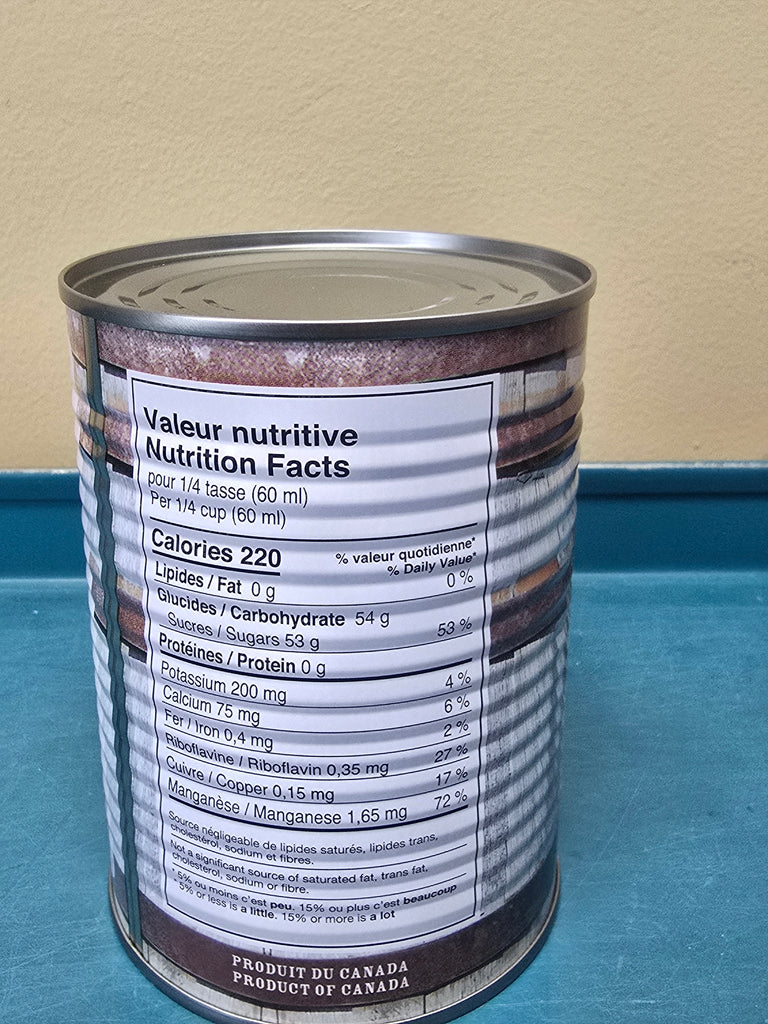 Valeur nutritive
Nutrition Facts
pour 1/4 tasse (60 ml)
Per 1/4 cup (60 ml)
Calories 220
% valeur quotidienne*
% Daily Value*
Lipides / Fat 0 g 0 %
Glucides / Carbohydrate 54 g
Sucres / Sugars 53 g 53 %
Protéines / Protein 0 g
Potassium 200 mg 4 %
Calcium 75 mg 6 %
Fer / Iron 0,4 mg 2 %
Riboflavine / Riboflavin 0,35 mg 27 %
Cuivre / Copper 0,15 mg 17 %
Manganèse / Manganese 1,65 mg 72 %
Source négligeable de lipides saturés, lipides trans,
cholestérol, sodium et fibres.
Not a significant source of saturated fat, trans fat,
cholesterol, sodium or fibre.
* 5% ou moins c'est peu. 15% ou plus c'est beaucoup
* 5% or less is a little. 15% or more is a lot
PRODUIT DU CANADA
PRODUCT OF CANADA